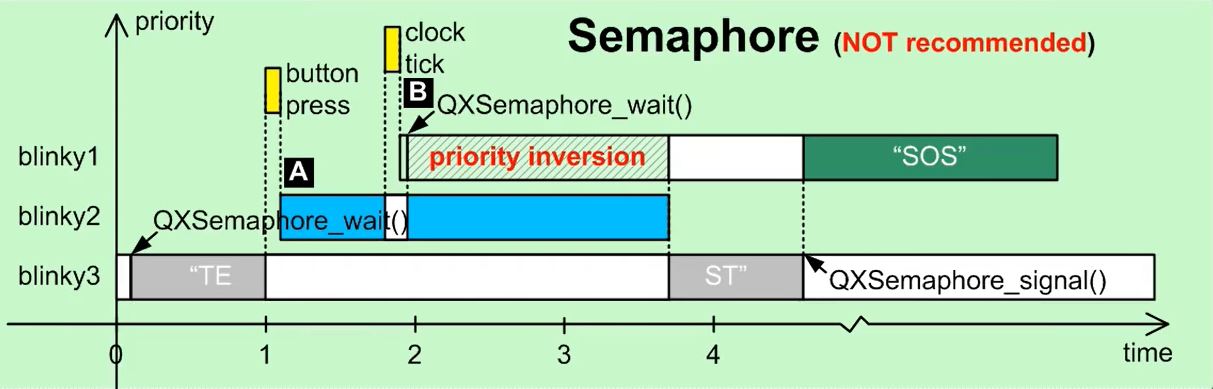 priority
Semaphore (NOT recommended)
clock
tick
button
press
B
QXSemaphore_wait()
blinky1
priority inversion
“SOS”
A
blinky2
QXSemaphore_wait()
blinky3
“TE
ST”
QXSemaphore_signal()
0
1
2
3
4
time